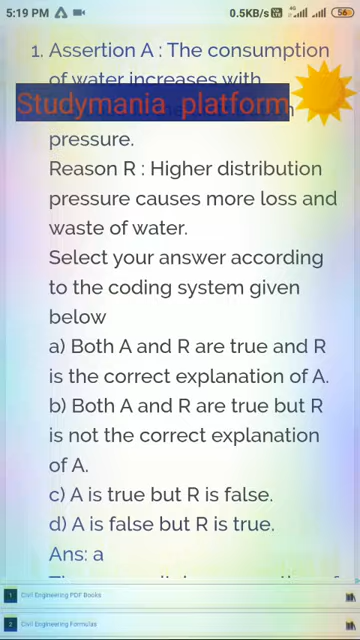 5:19 PM
0.5KB/s
56
1. Assertion A : The consumption
of water increases with
Studymania platform
pressure.
Reason R : Higher distribution
pressure causes more loss and
waste of water.
Select your answer according
to the coding system given
below
a) Both A and R are true and R
is the correct explanation of A.
b) Both A and R are true but R
is not the correct explanation
of A.
c) A is true but R is false.
d) A is false but R is true.
Ans: a
1 Civil Engineering PDF Books
2 Civil Engineering Formulas